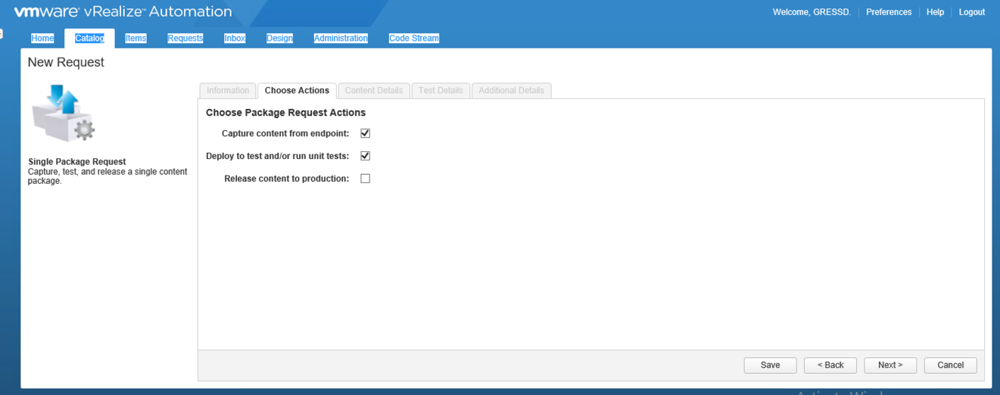 vmware vRealize Automation
Welcome, GRESSD. Preferences Help Logout
Home Catalog Items Requests Inbox Design Administration Code Stream
New Request
Information Choose Actions Content Details Test Details Additional Details
Choose Package Request Actions
Capture content from endpoint:
Deploy to test and/or run unit tests:
Release content to production:
Single Package Request
Capture, test, and release a single content
package.
Save < Back Next > Cancel